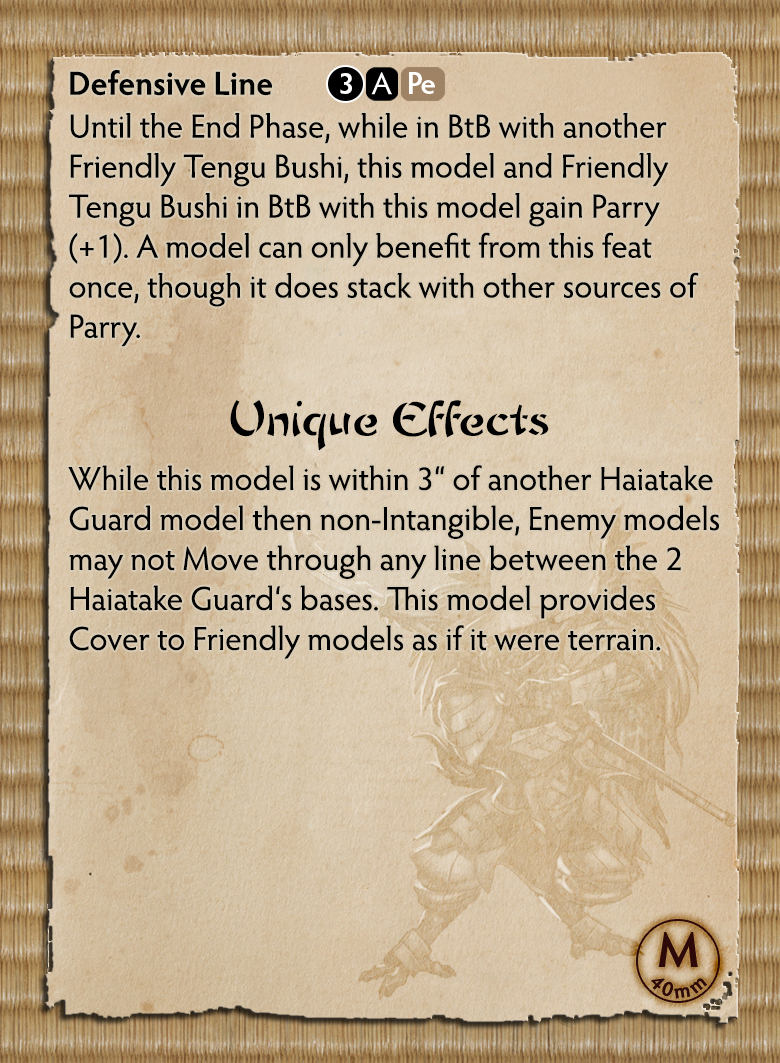 Defensive Line 3 A Pe
Until the End Phase, while in BtB with another
Friendly Tengu Bushi, this model and Friendly
Tengu Bushi in BtB with this model gain Parry
(+1). A model can only benefit from this feat
once, though it does stack with other sources of
Parry.
Unique Effects
While this model is within 3“ of another Haiatake
Guard model then non-Intangible, Enemy models
may not Move through any line between the 2
Haiatake Guard‘s bases. This model provides
Cover to Friendly models as if it were terrain.
M
40mm